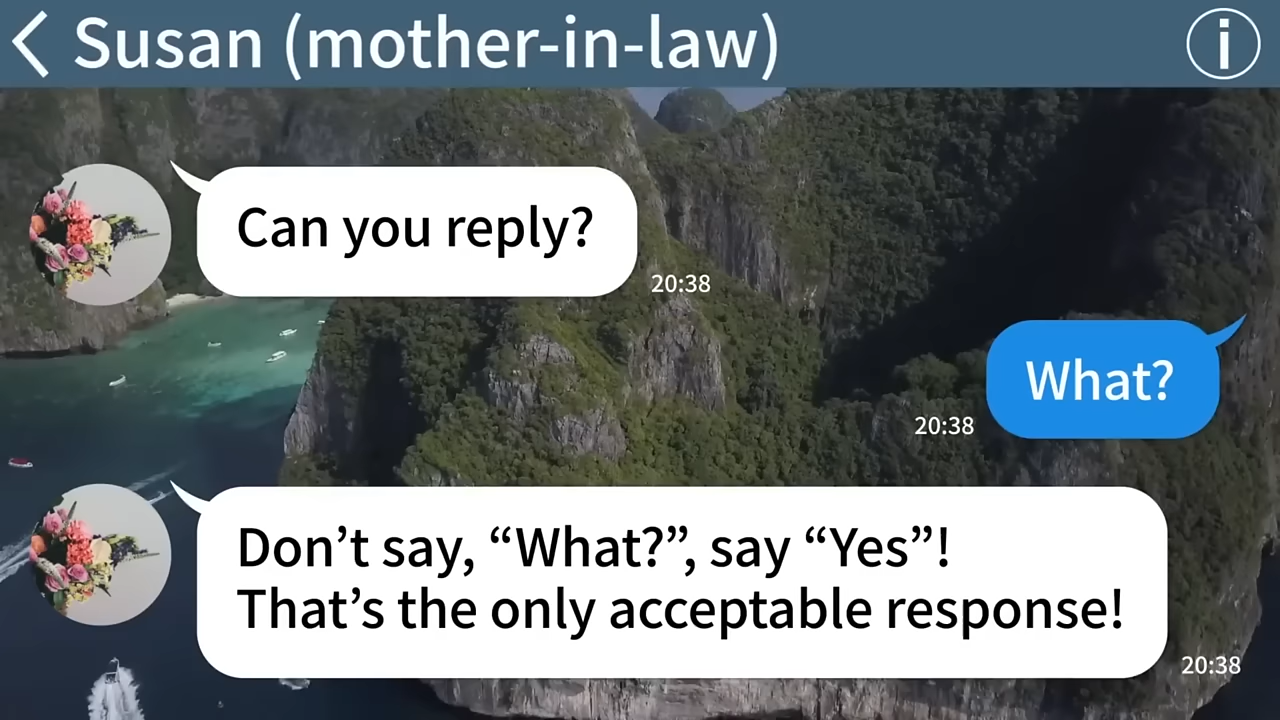 Susan (mother-in-law)
Can you reply?
20:38
What?
20:38
Don’t say, “What?”, say “Yes”!
That’s the only acceptable response!
20:38